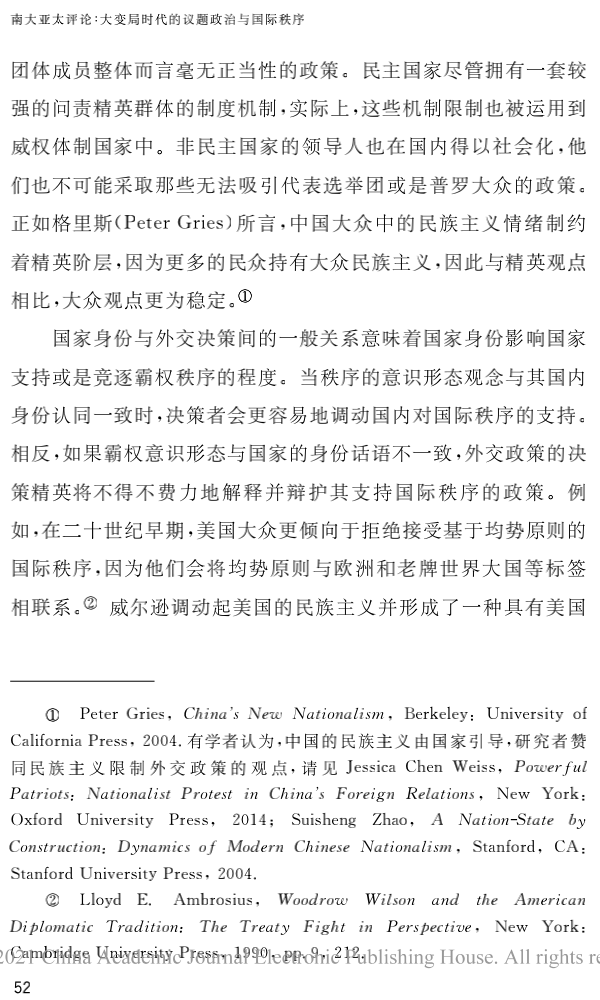 南大亚太评论:大变局时代的议题政治与国际秩序
团体成员整体而言毫无正当性的政策。民主国家尽管拥有一套较
强的问责精英群体的制度机制,实际上,这些机制限制也被运用到
威权体制国家中。非民主国家的领导人也在国内得以社会化,他
们也不可能采取那些无法吸引代表选举团或是普罗大众的政策。
正如格里斯(Peter Gries)所言,中国大众中的民族主义情绪制约
着精英阶层,因为更多的民众持有大众民族主义,因此与精英观点
相比,大众观点更为稳定。①
国家身份与外交决策间的一般关系意味着国家身份影响国家
支持或是竞逐霸权秩序的程度。当秩序的意识形态观念与其国内
身份认同一致时,决策者会更容易地调动国内对国际秩序的支持。
相反,如果霸权意识形态与国家的身份话语不一致,外交政策的决
策精英将不得不费力地解释并辩护其支持国际秩序的政策。例
如,在二十世纪早期,美国大众更倾向于拒绝接受基于均势原则的
国际秩序,因为他们会将均势原则与欧洲和老牌世界大国等标签
相联系。② 威尔逊调动起美国的民族主义并形成了一种具有美国
① Peter Gries, China's New Nationalism, Berkeley: University of
California Press, 2004. 有学者认为,中国的民族主义由国家引导,研究者赞
同民族主义限制外交政策的观点,请见 Jessica Chen Weiss, Powerful
Patriots: Nationalist Protest in China's Foreign Relations, New York:
Oxford University Press, 2014; Suisheng Zhao, A Nation-State by
Construction: Dynamics of Modern Chinese Nationalism, Stanford, CA:
Stanford University Press, 2004.
② Lloyd E. Ambrosius, Woodrow Wilson and the American
Diplomatic Tradition: The Treaty Fight in Perspective, New York:
Cambridge University Press, 1990, pp. 9, 212.
2021 China Academic Journal Electronic Publishing House. All rights re
52